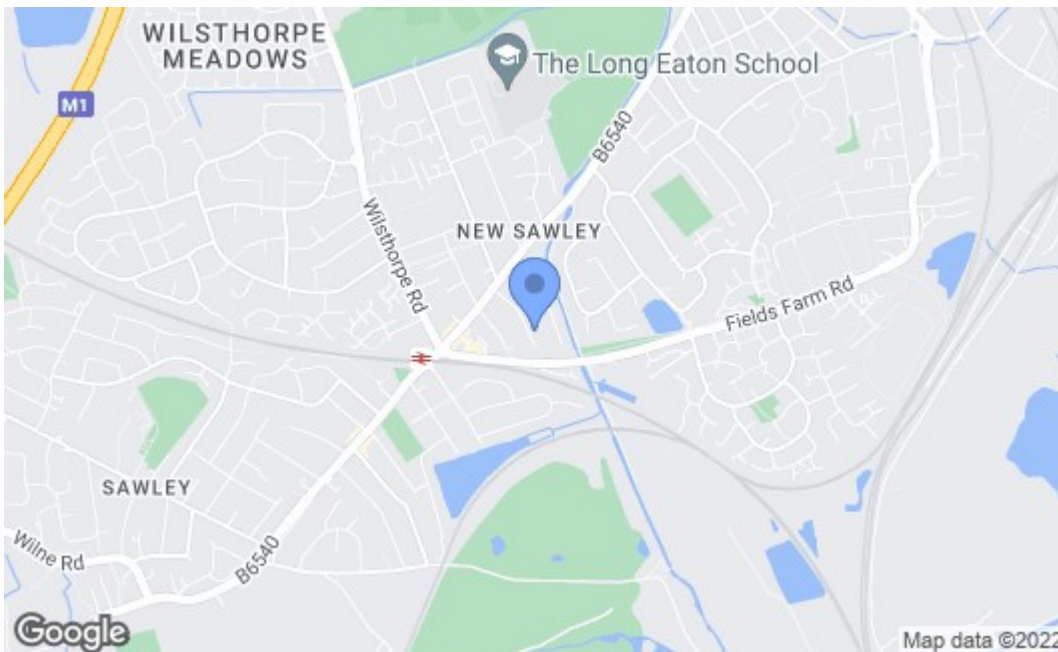 WILSTHORPE
MEADOWS
The Long Eaton School
M1
B6540
Wilsthorpe Rd
NEW SAWLEY
Fields Farm Rd
SAWLEY
Wilne Rd
B6540
Google
Map data ©2022